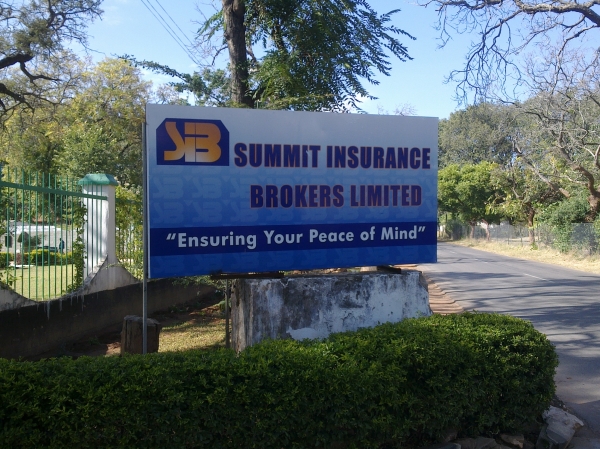 SIB
SUMMIT INSURANCE
BROKERS LIMITED
"Ensuring Your Peace of Mind"